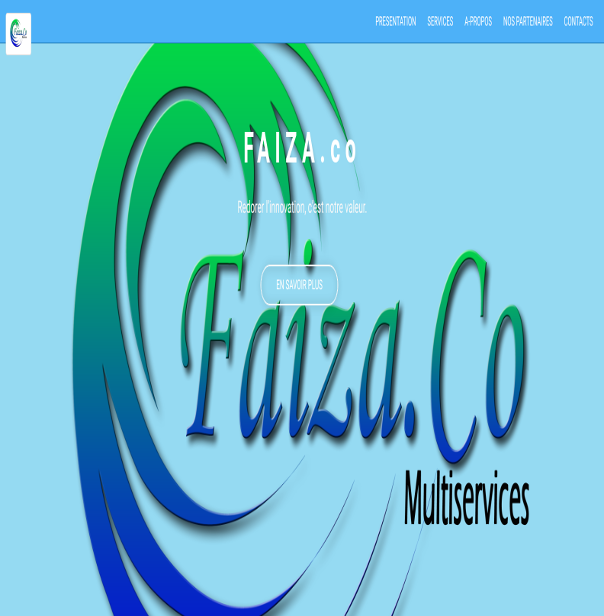 PRESENTATION SERVICES A-PROPOS NOS PARTENAIRES CONTACTS
FAIZA.co
Redorer l'innovation, c'est notre valeur.
EN SAVOIR PLUS
Faiza.Co
Multiservices